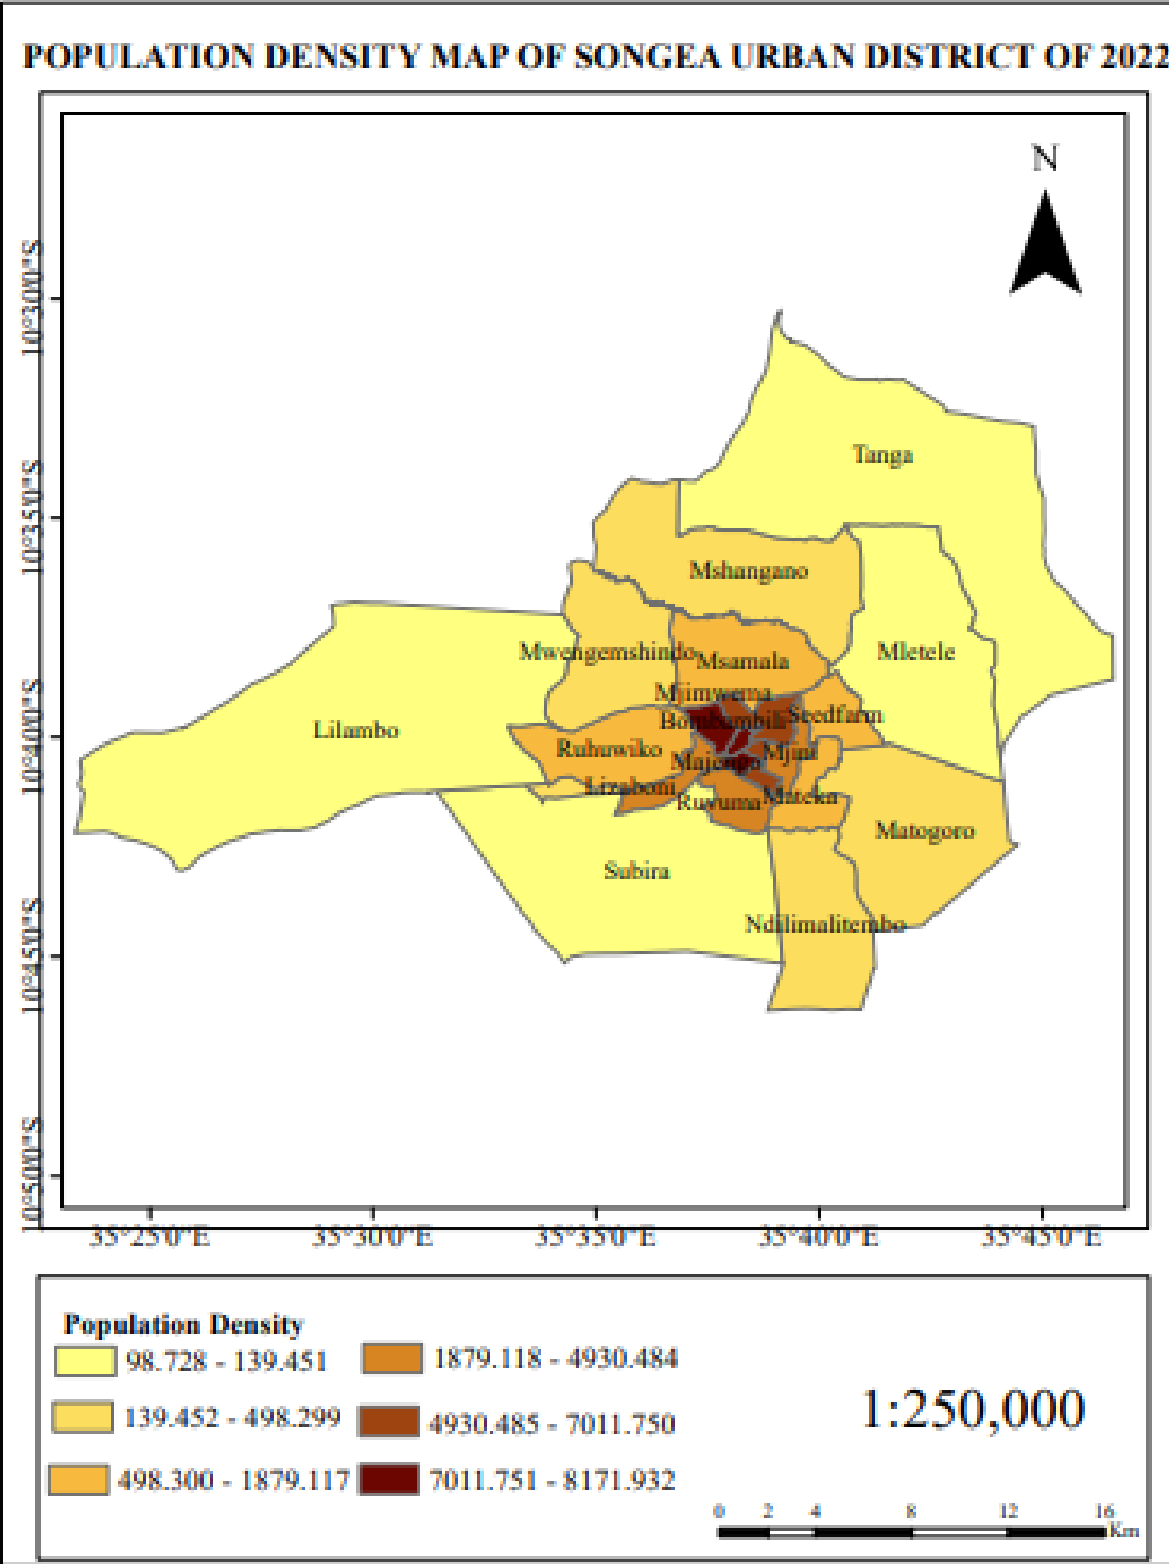 POPULATION DENSITY MAP OF SONGEA URBAN DISTRICT OF 2022
N
10°30'0"S
10°35'0"S
10°40'0"S
10°45'0"S
10°50'0"S
Tanga
Mshangano
Mwengemshindo
Msamala
Mletele
Mjimwema
Bombambili
Seedfarm
Lilambo
Ruhuwiko
Majengo
Mjini
Lizaboni
Ruvuma
Mateka
Matogoro
Subira
Ndilimalitembo
35°25'0"E
35°30'0"E
35°35'0"E
35°40'0"E
35°45'0"E
Population Density
98.728 - 139.451
1879.118 - 4930.484
139.452 - 498.299
4930.485 - 7011.750
498.300 - 1879.117
7011.751 - 8171.932
1:250,000
0 2 4 8 12 16
Km